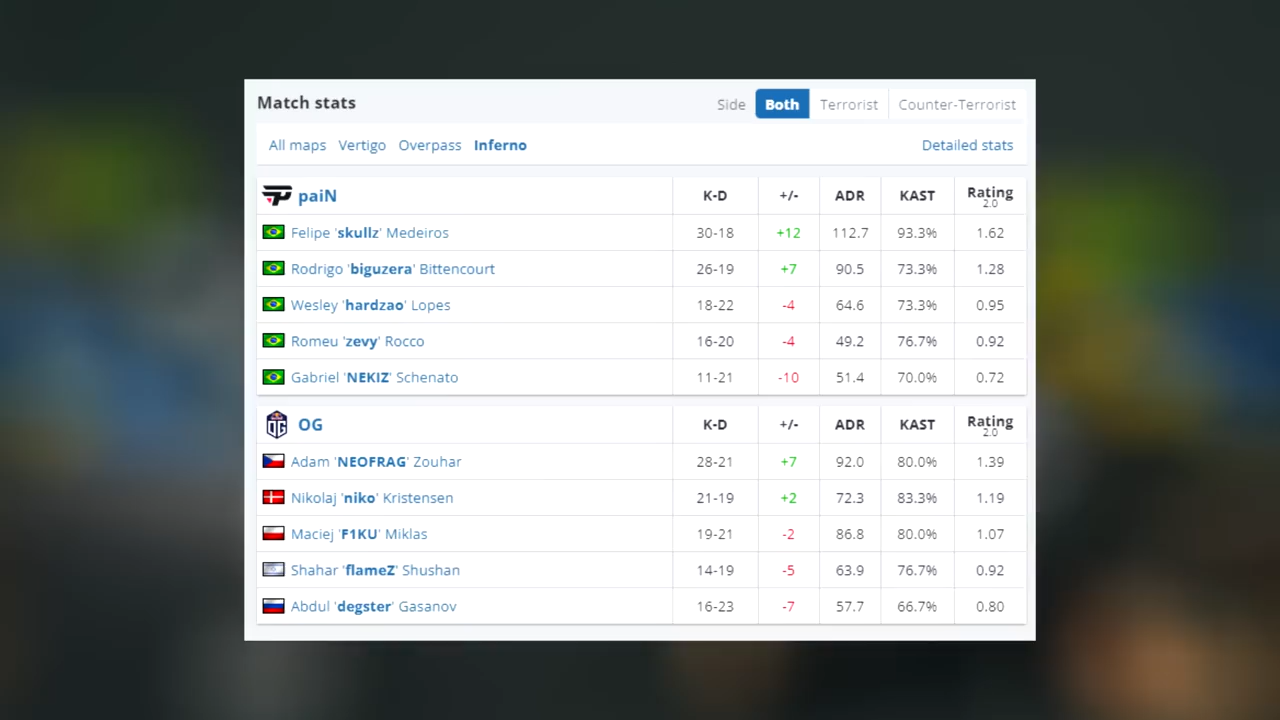 Match stats Side Both Terrorist Counter-Terrorist
All maps Vertigo Overpass Inferno Detailed stats
paiN K-D +/- ADR KAST Rating 2.0
Felipe 'skullz' Medeiros 30-18 +12 112.7 93.3% 1.62
Rodrigo 'biguzera' Bittencourt 26-19 +7 90.5 73.3% 1.28
Wesley 'hardzao' Lopes 18-22 -4 64.6 73.3% 0.95
Romeu 'zevy' Rocco 16-20 -4 49.2 76.7% 0.92
Gabriel 'NEKIZ' Schenato 11-21 -10 51.4 70.0% 0.72
OG K-D +/- ADR KAST Rating 2.0
Adam 'NEOFRAG' Zouhar 28-21 +7 92.0 80.0% 1.39
Nikolaj 'niko' Kristensen 21-19 +2 72.3 83.3% 1.19
Maciej 'F1KU' Miklas 19-21 -2 86.8 80.0% 1.07
Shahar 'flameZ' Shushan 14-19 -5 63.9 76.7% 0.92
Abdul 'degster' Gasanov 16-23 -7 57.7 66.7% 0.80